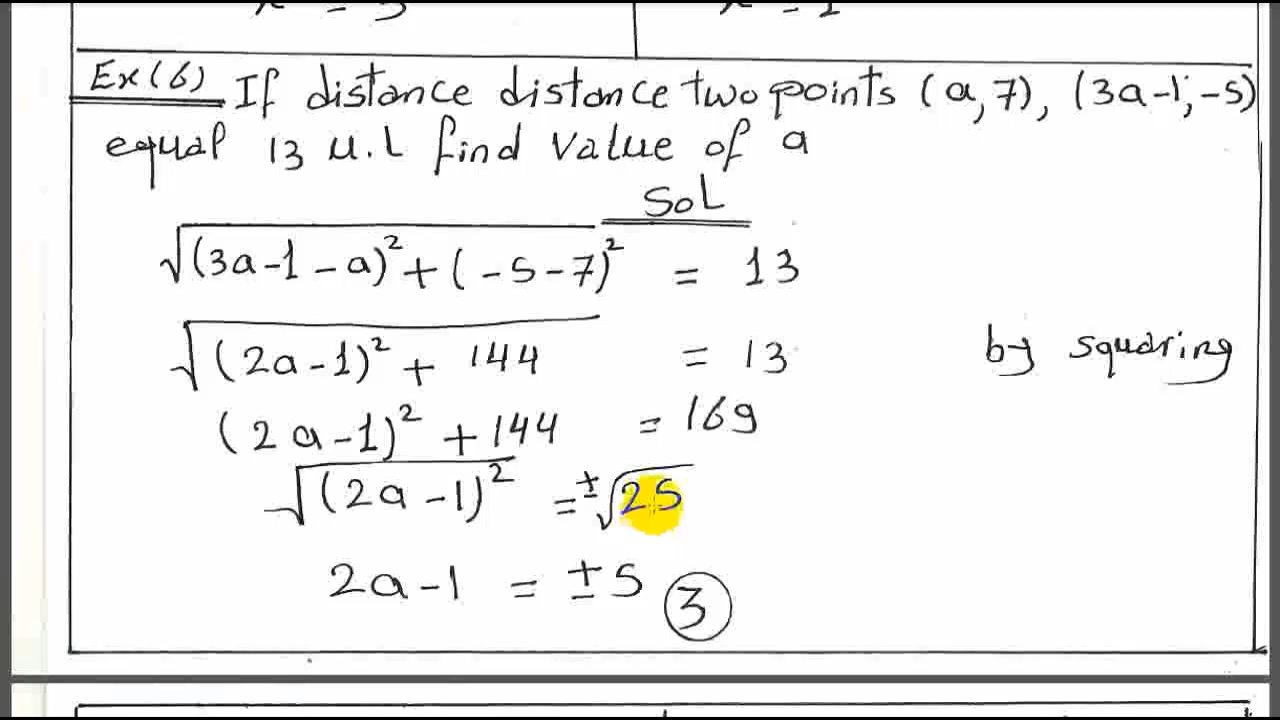 x = 3 x = 1
Ex(6) If distance distance two points (a, 7), (3a-1, -5)
equal 13 u.L find value of a
SoL
√(3a-1-a)² + (-5-7)² = 13
√(2a-1)² + 144 = 13 by squaring
(2a-1)² + 144 = 169
√(2a-1)² = ±√25
2a-1 = ±5 3